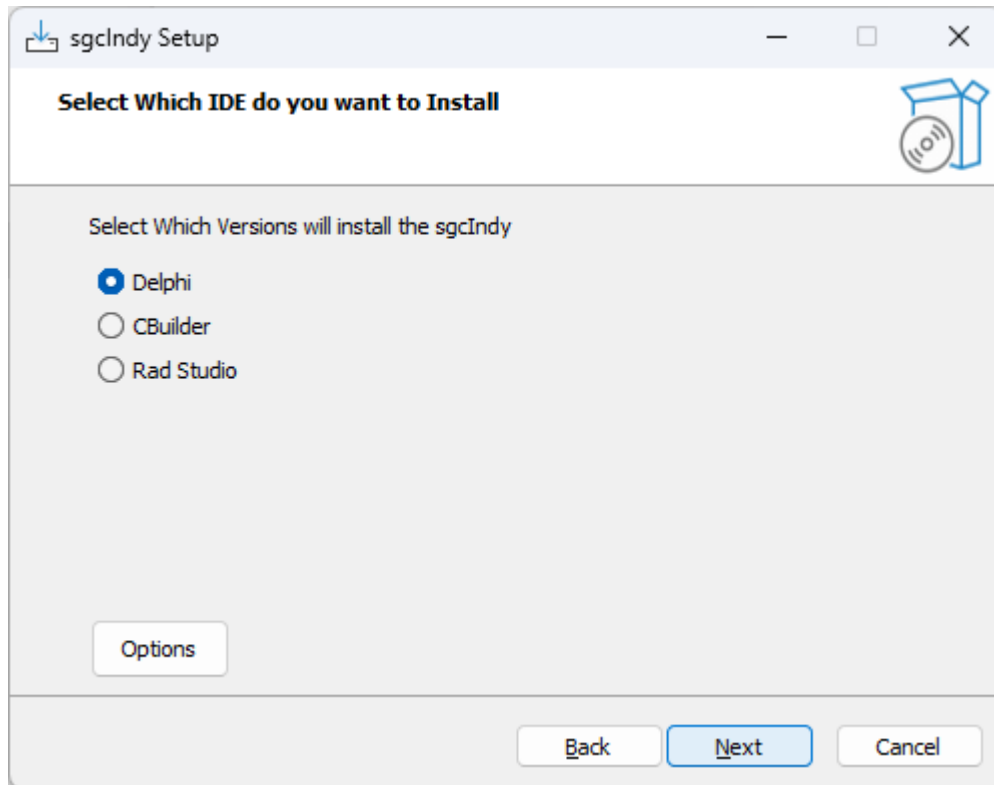 sgcIndy Setup
Select Which IDE do you want to Install
Select Which Versions will install the sgcIndy
Delphi
CBuilder
Rad Studio
Options
Back
Next
Cancel